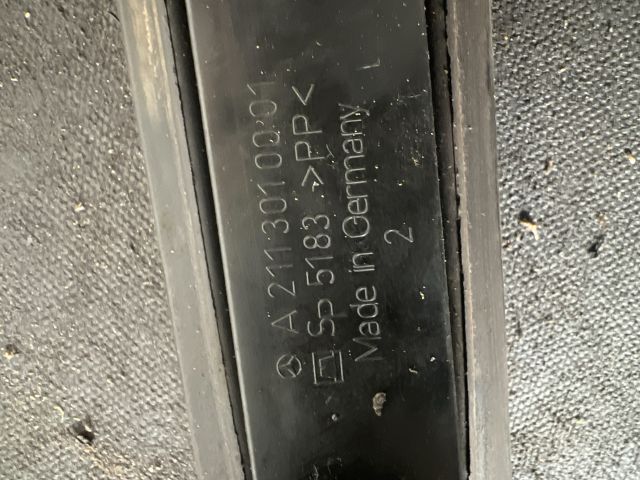 A 211 301 00 01
Sp 5183 >PP<
Made in Germany
2